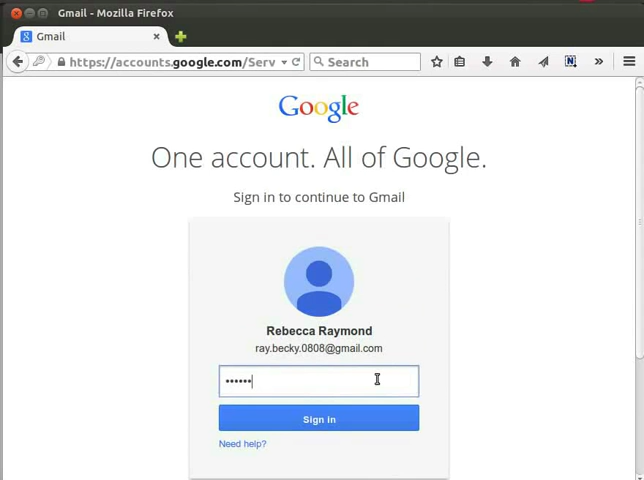 Gmail - Mozilla Firefox
Gmail
https://accounts.google.com/Serv
Search
Google
One account. All of Google.
Sign in to continue to Gmail
Rebecca Raymond
ray.becky.0808@gmail.com
••••••
Sign in
Need help?